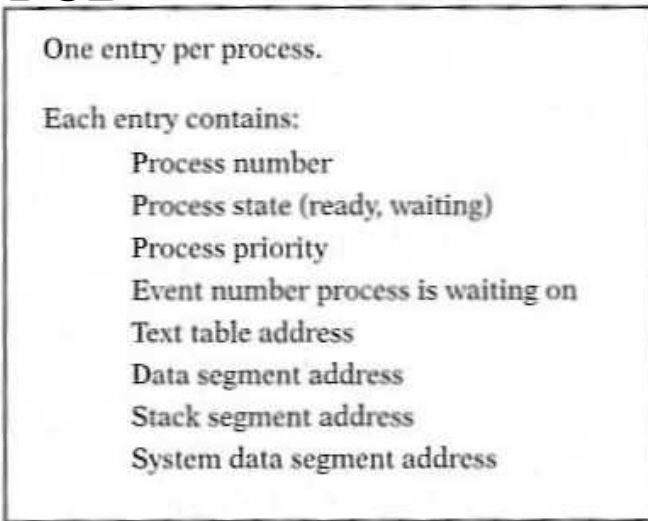 One entry per process.
Each entry contains:
Process number
Process state (ready, waiting)
Process priority
Event number process is waiting on
Text table address
Data segment address
Stack segment address
System data segment address